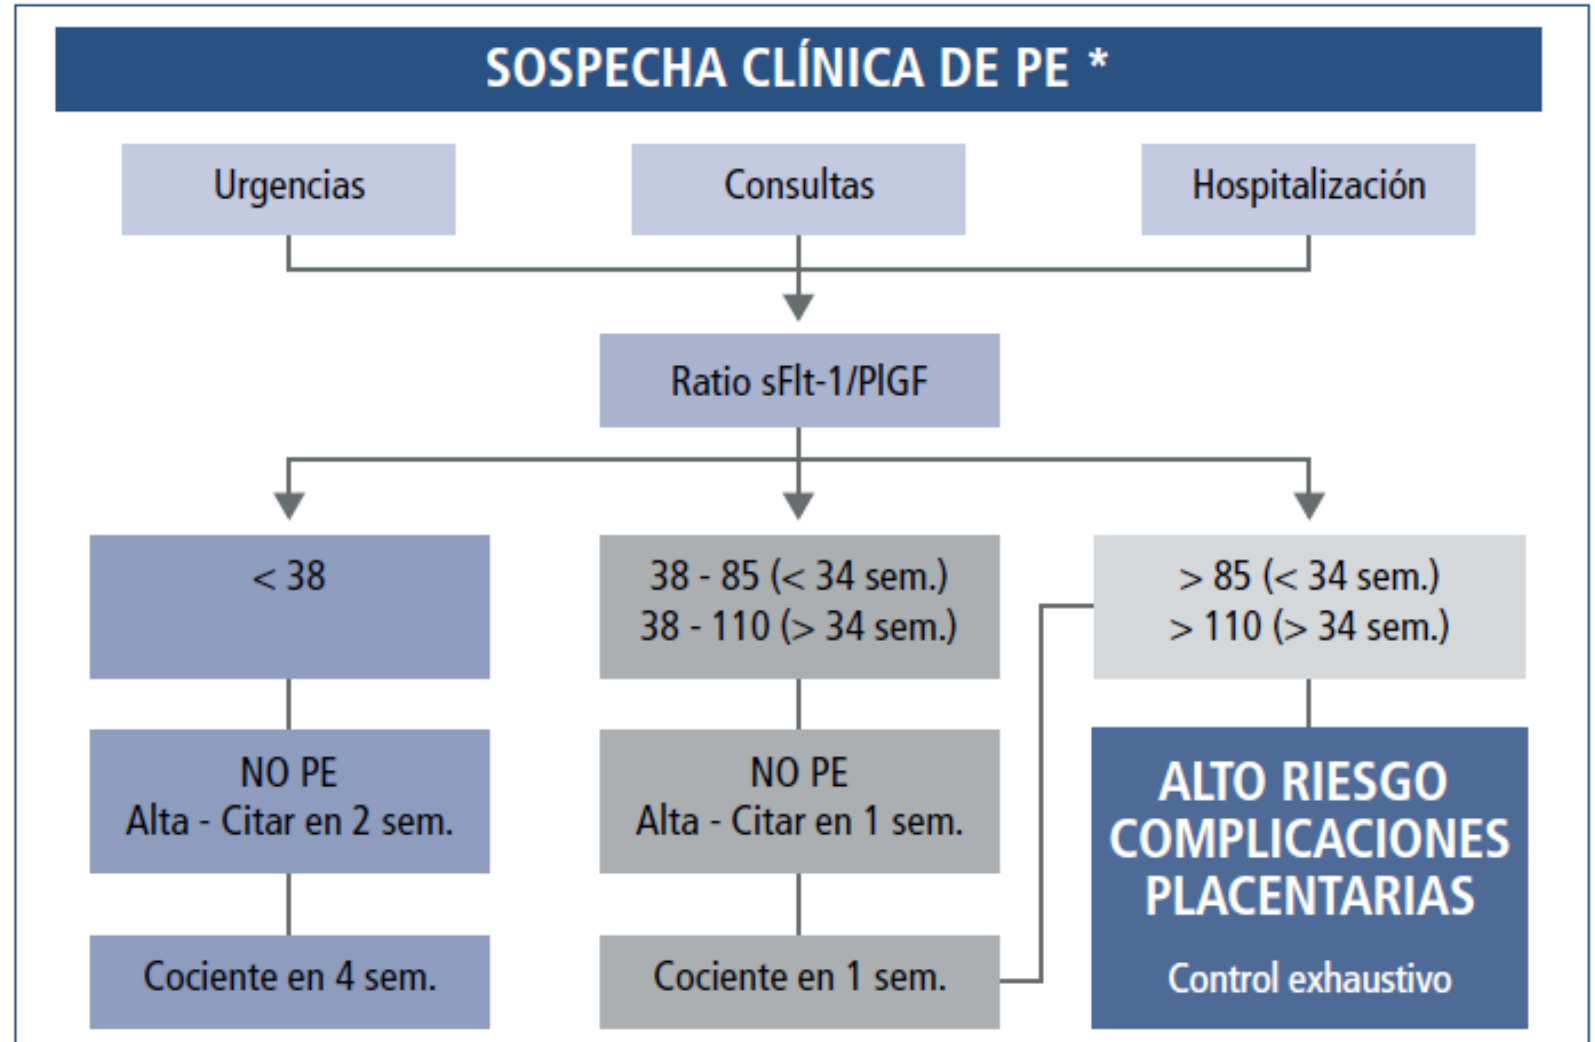 SOSPECHA CLÍNICA DE PE *
Urgencias
Consultas
Hospitalización
Ratio sFlt-1/PlGF
< 38
38 - 85 (< 34 sem.)
38 - 110 (> 34 sem.)
> 85 (< 34 sem.)
> 110 (> 34 sem.)
NO PE
Alta - Citar en 2 sem.
NO PE
Alta - Citar en 1 sem.
ALTO RIESGO
COMPLICACIONES
PLACENTARIAS
Control exhaustivo
Cociente en 4 sem.
Cociente en 1 sem.